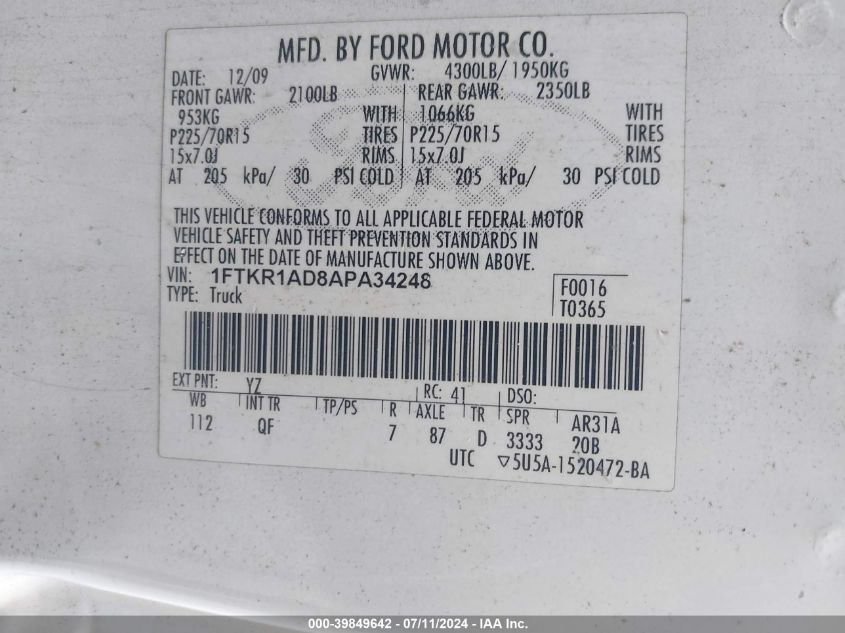 MFD. BY FORD MOTOR CO.
DATE: 12/09 GVWR: 4300LB/ 1950KG
FRONT GAWR: 2100LB REAR GAWR: 2350LB
953KG WITH 1066KG WITH
P225/70R15 TIRES P225/70R15 TIRES
15x7.0J RIMS 15x7.0J RIMS
AT 205 kPa/ 30 PSI COLD AT 205 kPa/ 30 PSI COLD
THIS VEHICLE CONFORMS TO ALL APPLICABLE FEDERAL MOTOR
VEHICLE SAFETY AND THEFT PREVENTION STANDARDS IN
EFFECT ON THE DATE OF MANUFACTURE SHOWN ABOVE.
VIN: 1FTKR1AD8APA34248 F0016
TYPE: Truck T0365
EXT PNT: YZ RC: 41 DSO:
WB INT TR TP/PS R AXLE TR SPR AR31A
112 QF 7 87 D 3333 20B
UTC ▽5U5A-1520472-BA
000-39849642 - 07/11/2024 - IAAI.com